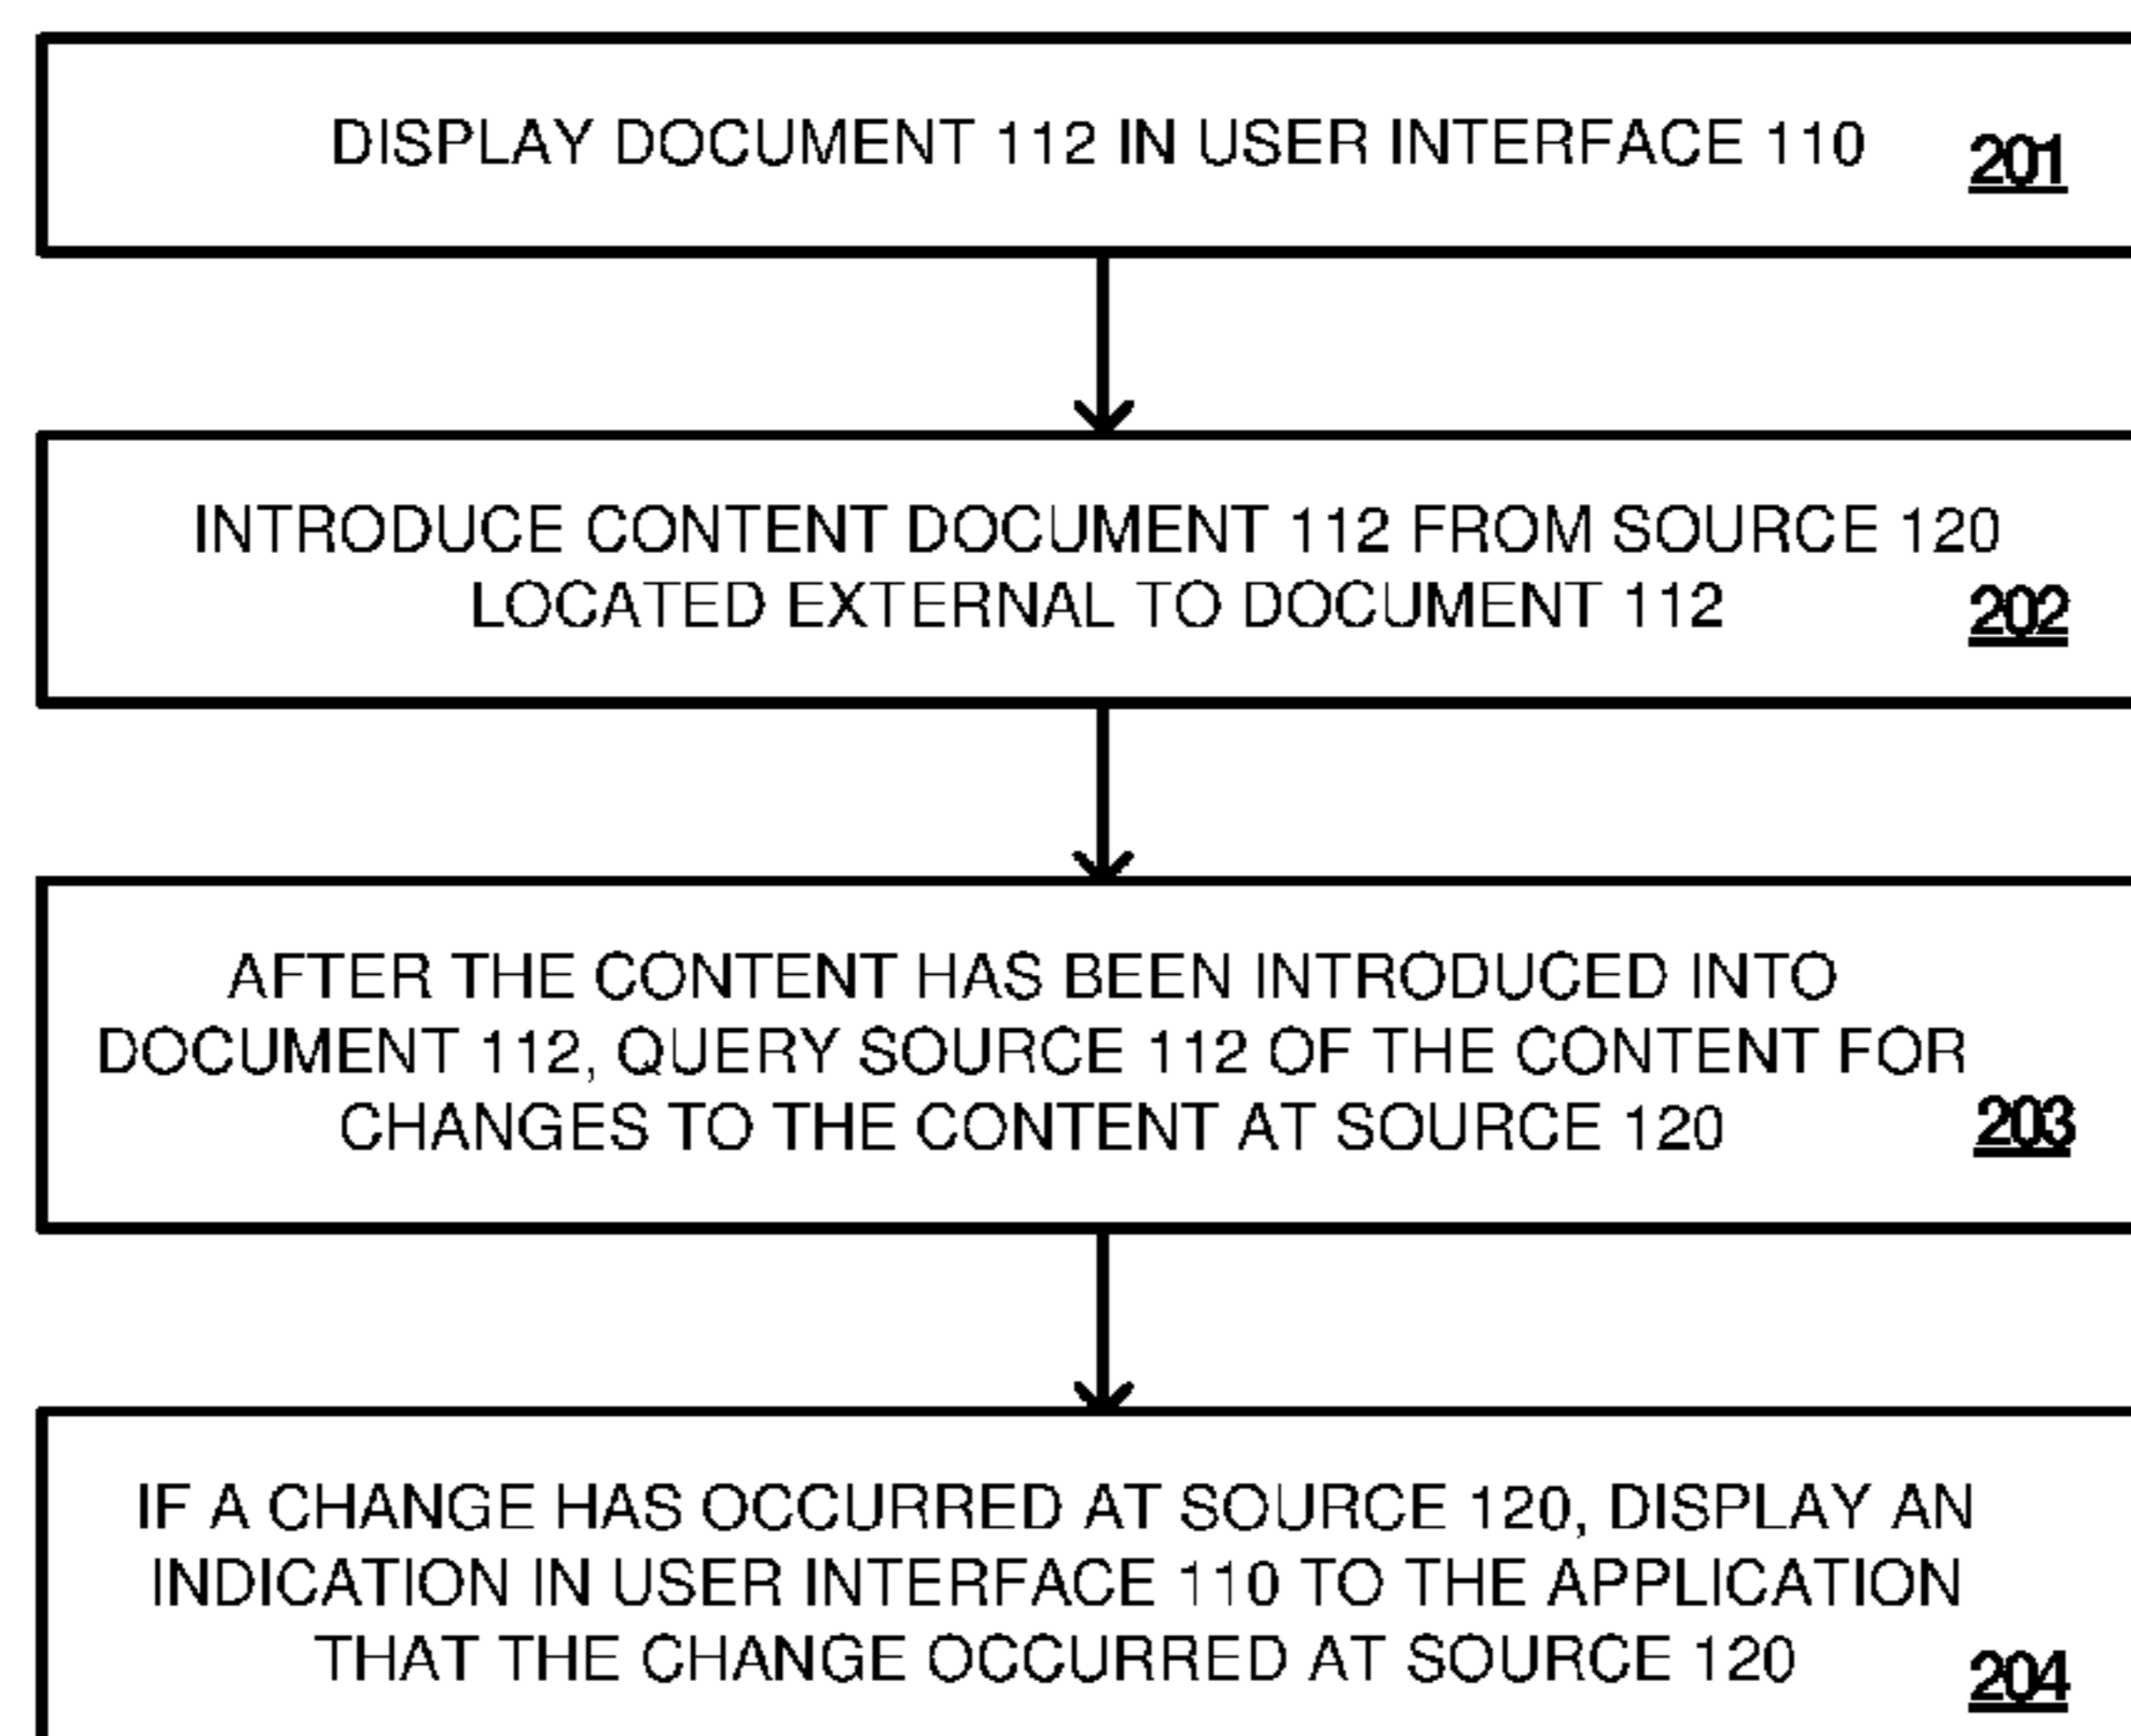 DISPLAY DOCUMENT 112 IN USER INTERFACE 110
201
INTRODUCE CONTENT DOCUMENT 112 FROM SOURCE 120
LOCATED EXTERNAL TO DOCUMENT 112
202
AFTER THE CONTENT HAS BEEN INTRODUCED INTO
DOCUMENT 112, QUERY SOURCE 112 OF THE CONTENT FOR
CHANGES TO THE CONTENT AT SOURCE 120
203
IF A CHANGE HAS OCCURRED AT SOURCE 120, DISPLAY AN
INDICATION IN USER INTERFACE 110 TO THE APPLICATION
THAT THE CHANGE OCCURRED AT SOURCE 120
204